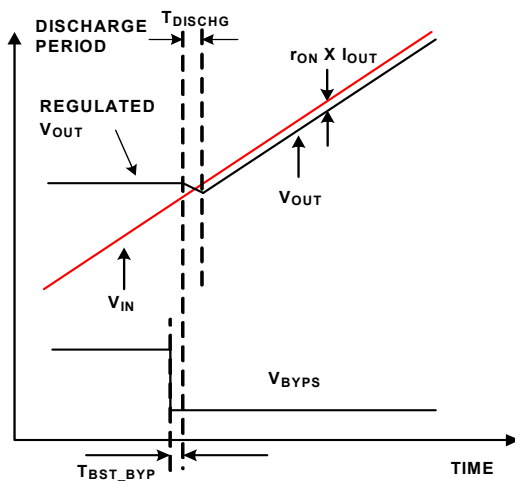 DISCHARGE
PERIOD
TDISCHG
rON X IOUT
REGULATED
VOUT
VOUT
VIN
VBYPS
TBST_BYP
TIME